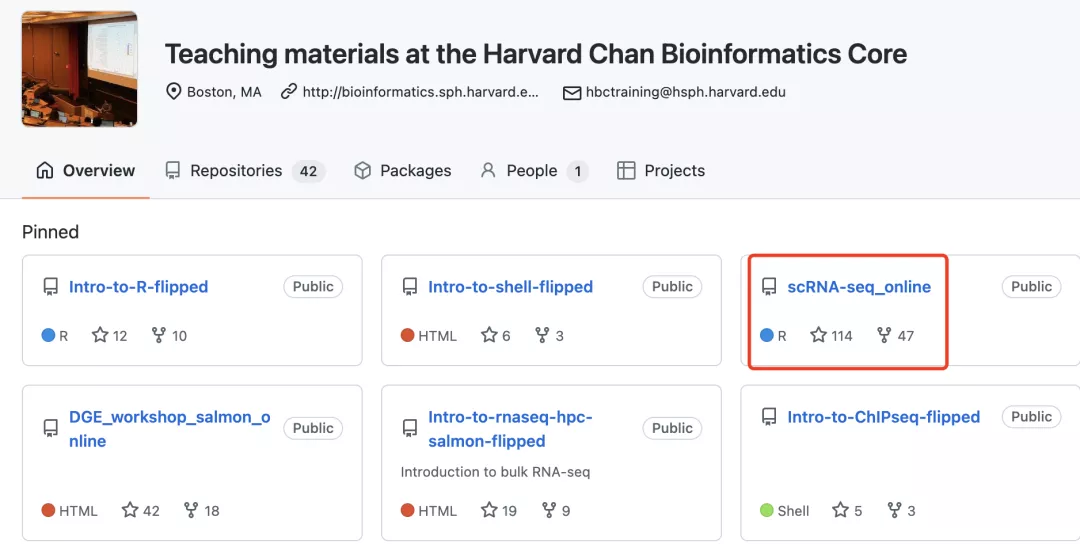 Teaching materials at the Harvard Chan Bioinformatics Core
Boston, MA http://bioinformatics.sph.harvard.e... hbctraining@hsph.harvard.edu
Overview Repositories 42 Packages People 1 Projects
Pinned
Intro-to-R-flipped Public
R 12 10
Intro-to-shell-flipped Public
HTML 6 3
scRNA-seq_online Public
R 114 47
DGE_workshop_salmon_o
nline
Public
HTML 42 18
Intro-to-rnaseq-hpc-
salmon-flipped
Public
Introduction to bulk RNA-seq
HTML 19 9
Intro-to-ChIPseq-flipped Public
Shell 5 3